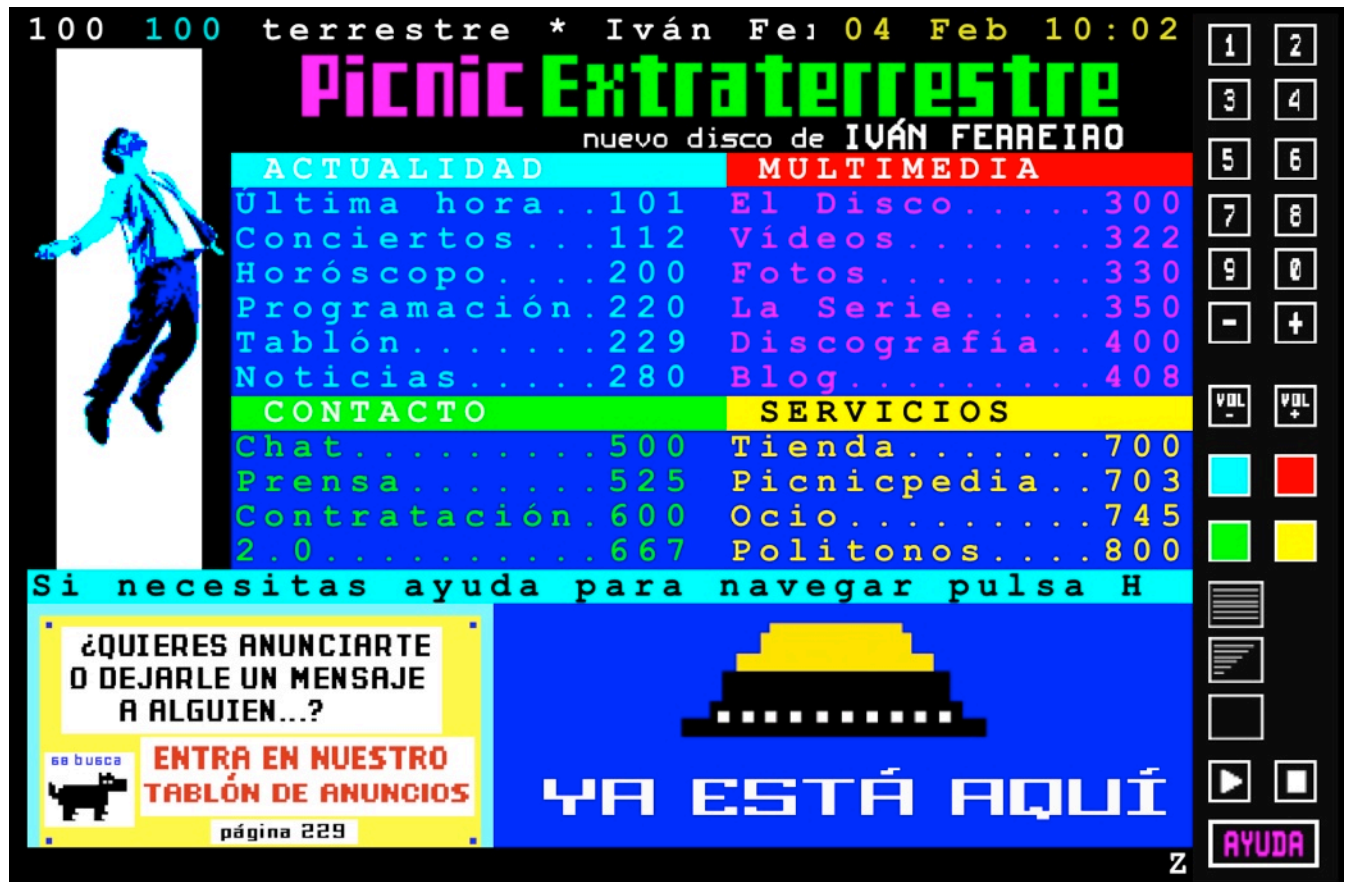 100 100 terrestre * Iván Fe 04 Feb 10:02
Picnic Extraterrestre
nuevo disco de IVÁN FERREIRO
ACTUALIDAD
Última hora..101
Conciertos...112
Horóscopo....200
Programación.220
Tablón.......229
Noticias.....280
MULTIMEDIA
El Disco.....300
Vídeos.......322
Fotos........330
La Serie.....350
Discografía..400
Blog.........408
CONTACTO
Chat.........500
Prensa.......525
Contratación.600
2.0..........667
SERVICIOS
Tienda.......700
Picnicpedia..703
Ocio.........745
Politonos....800
Si necesitas ayuda para navegar pulsa H
¿QUIERES ANUNCIARTE
O DEJARLE UN MENSAJE
A ALGUIEN...?
se busca
ENTRA EN NUESTRO
TABLÓN DE ANUNCIOS
página 229
YA ESTÁ AQUÍ
Z
1 2
3 4
5 6
7 8
9 0
- +
VOL - VOL +
AYUDA